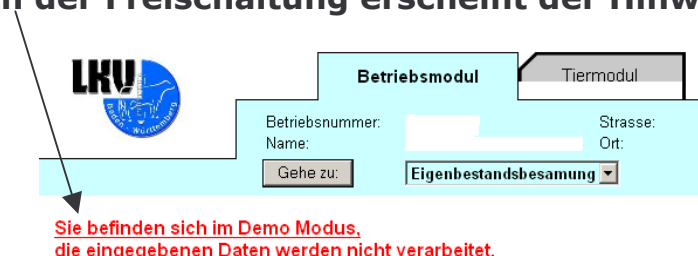 der Freischaltung erscheint der
LKV
Baden - Württemberg
Betriebsmodul
Tiermodul
Betriebsnummer:
Strasse:
Name:
Ort:
Gehe zu:
Eigenbestandsbesamung
Sie befinden sich im Demo Modus,
die eingegebenen Daten werden nicht verarbeitet.